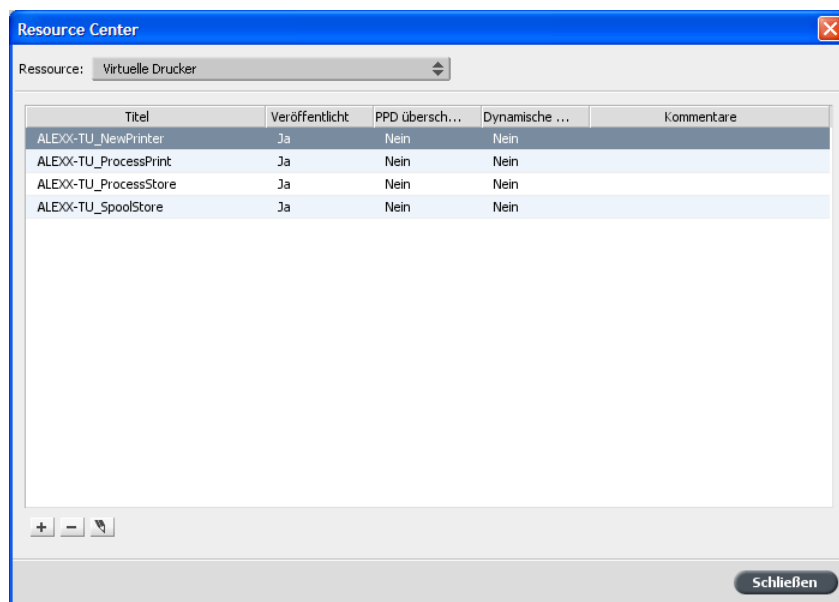 Resource Center
Ressource: Virtuelle Drucker
Titel Veröffentlicht PPD übersch... Dynamische ... Kommentare
ALEXX-TU_NewPrinter Ja Nein Nein
ALEXX-TU_ProcessPrint Ja Nein Nein
ALEXX-TU_ProcessStore Ja Nein Nein
ALEXX-TU_SpoolStore Ja Nein Nein
Schließen